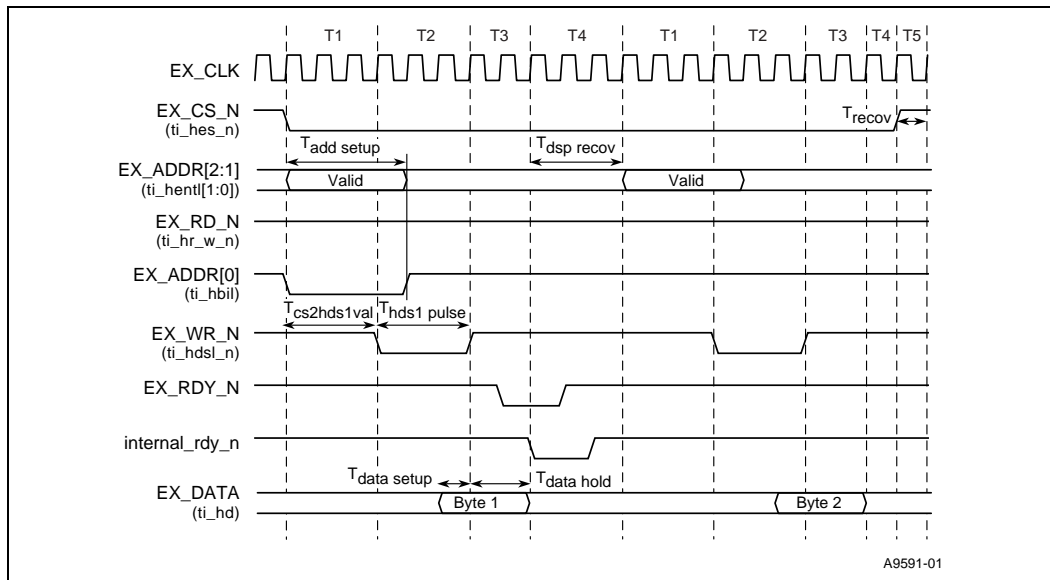 T1 T2 T3 T4 T1 T2 T3 T4 T5
EX_CLK
EX_CS_N
(ti_hes_n)
Trecov
Tadd setup
Tdsp recov
EX_ADDR[2:1]
(ti_hentl[1:0])
Valid
Valid
EX_RD_N
(ti_hr_w_n)
EX_ADDR[0]
(ti_hbil)
Tcs2hds1val
Thds1 pulse
EX_WR_N
(ti_hdsl_n)
EX_RDY_N
internal_rdy_n
Tdata setup
Tdata hold
EX_DATA
(ti_hd)
Byte 1
Byte 2
A9591-01